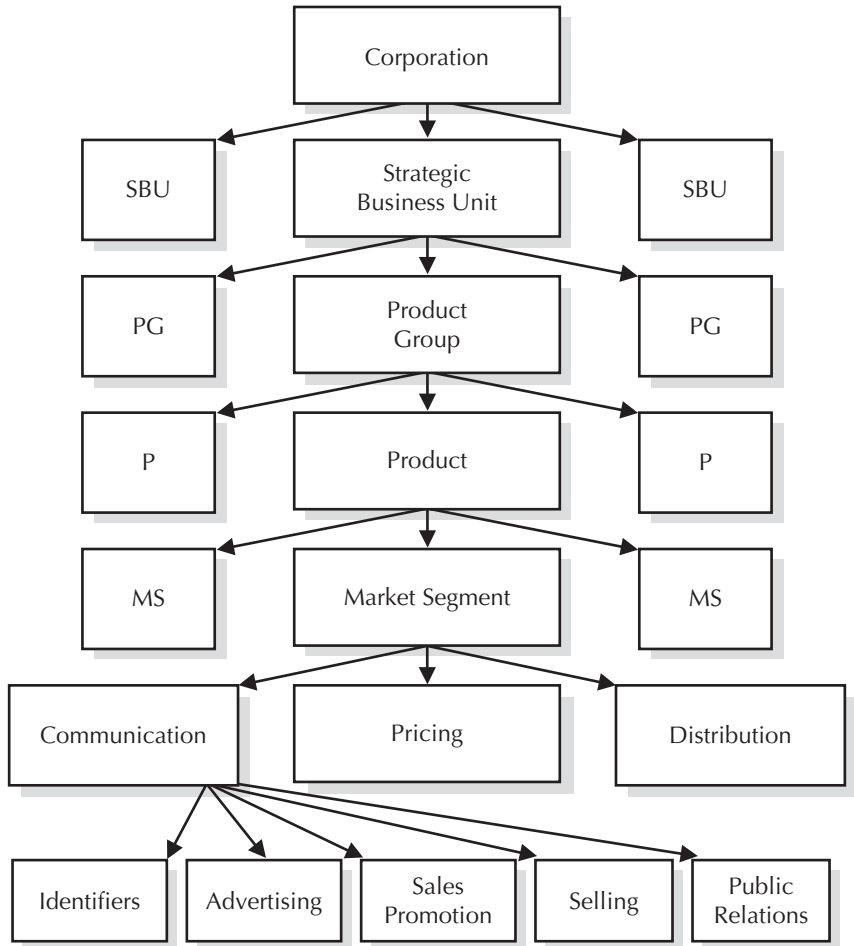 Corporation
SBU
Strategic
Business Unit
SBU
PG
Product
Group
PG
P
Product
P
MS
Market Segment
MS
Communication
Pricing
Distribution
Identifiers
Advertising
Sales
Promotion
Selling
Public
Relations